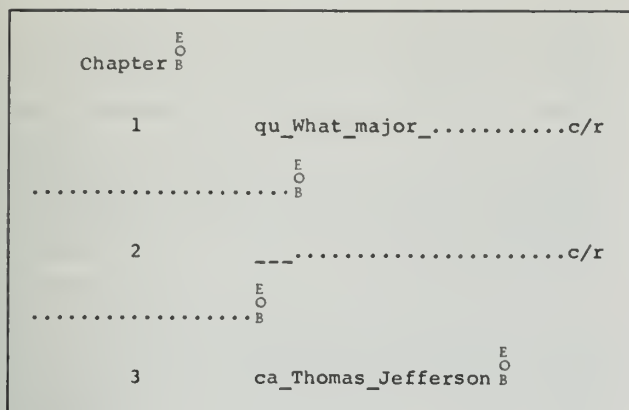 Chapter EOB
1 qu_What_major_...........c/r
.....................EOB
2 ___......................c/r
..................EOB
3 ca_Thomas_Jefferson EOB